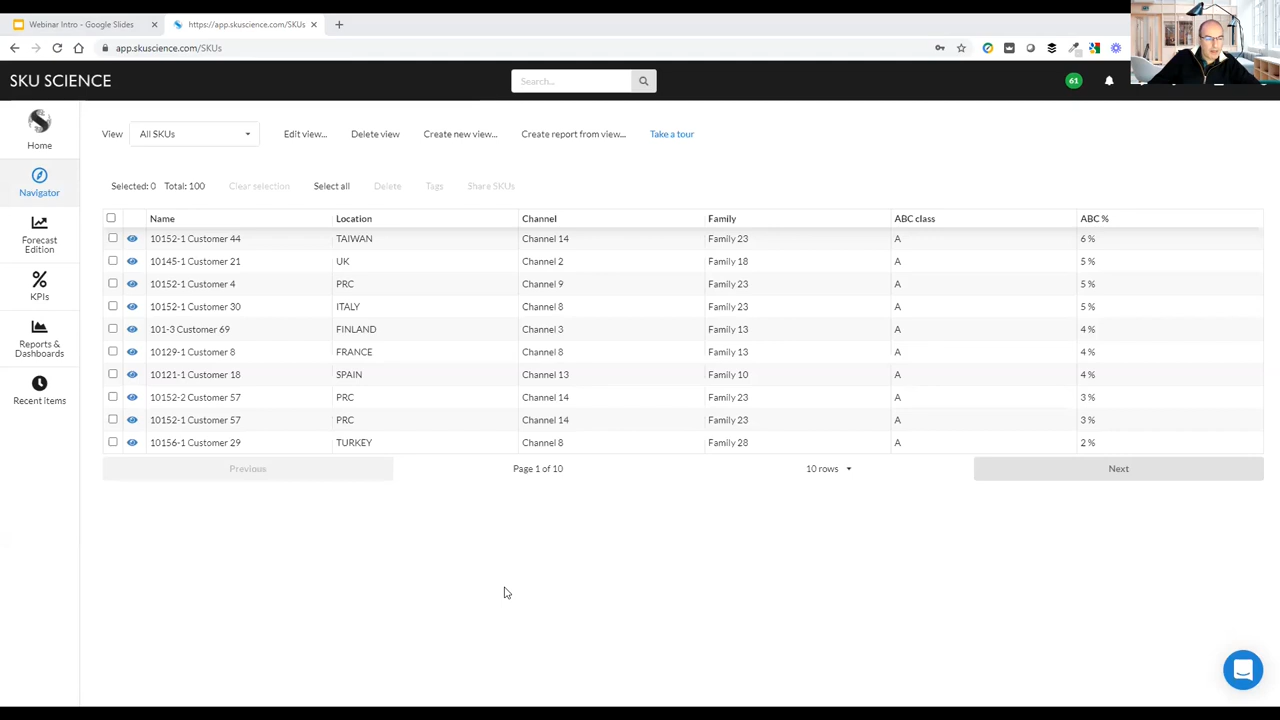 Webinar Intro - Google Slides
https://app.skuscience.com/SKUs
app.skuscience.com/SKUs
SKU SCIENCE
Search...
61
Home
Navigator
Forecast
Edition
KPIs
Reports &
Dashboards
Recent items
View All SKUs Edit view... Delete view Create new view... Create report from view... Take a tour
Selected: 0 Total: 100 Clear selection Select all Delete Tags Share SKUs
Name Location Channel Family ABC class ABC %
10152-1 Customer 44 TAIWAN Channel 14 Family 23 A 6 %
10145-1 Customer 21 UK Channel 2 Family 18 A 5 %
10152-1 Customer 4 PRC Channel 9 Family 23 A 5 %
10152-1 Customer 30 ITALY Channel 8 Family 23 A 5 %
101-3 Customer 69 FINLAND Channel 3 Family 13 A 4 %
10129-1 Customer 8 FRANCE Channel 8 Family 13 A 4 %
10121-1 Customer 18 SPAIN Channel 13 Family 10 A 4 %
10152-2 Customer 57 PRC Channel 14 Family 23 A 3 %
10152-1 Customer 57 PRC Channel 14 Family 23 A 3 %
10156-1 Customer 29 TURKEY Channel 8 Family 28 A 2 %
Previous Page 1 of 10 10 rows Next